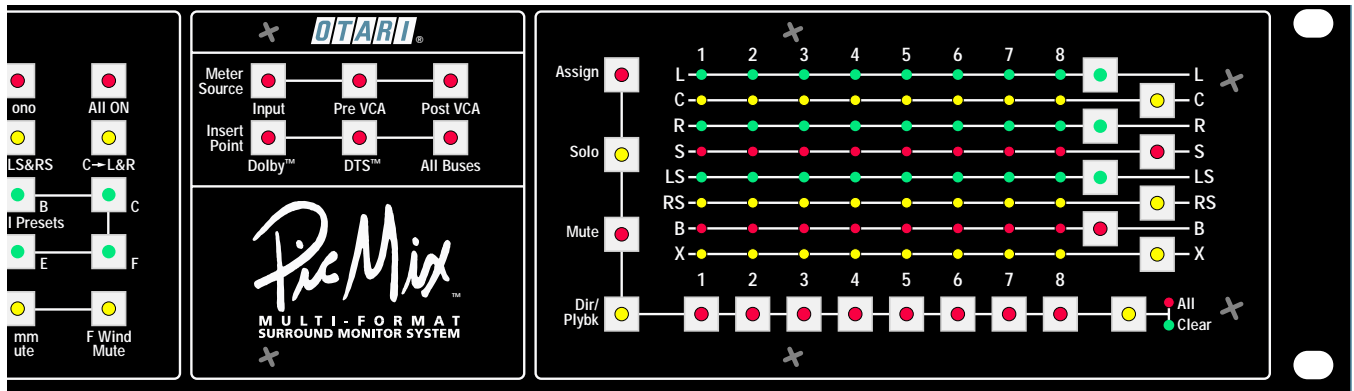 ono
All ON
LS&RS
C→L&R
B
C
l Presets
E
F
mm
ute
F Wind
Mute
OTARI®
Meter
Source
Input
Pre VCA
Post VCA
Insert
Point
Dolby™
DTS™
All Buses
PicMix™
MULTI-FORMAT
SURROUND MONITOR SYSTEM
Assign
Solo
Mute
Dir/
Plybk
1 2 3 4 5 6 7 8
L L
C C
R R
S S
LS LS
RS RS
B B
X X
1 2 3 4 5 6 7 8
All
Clear